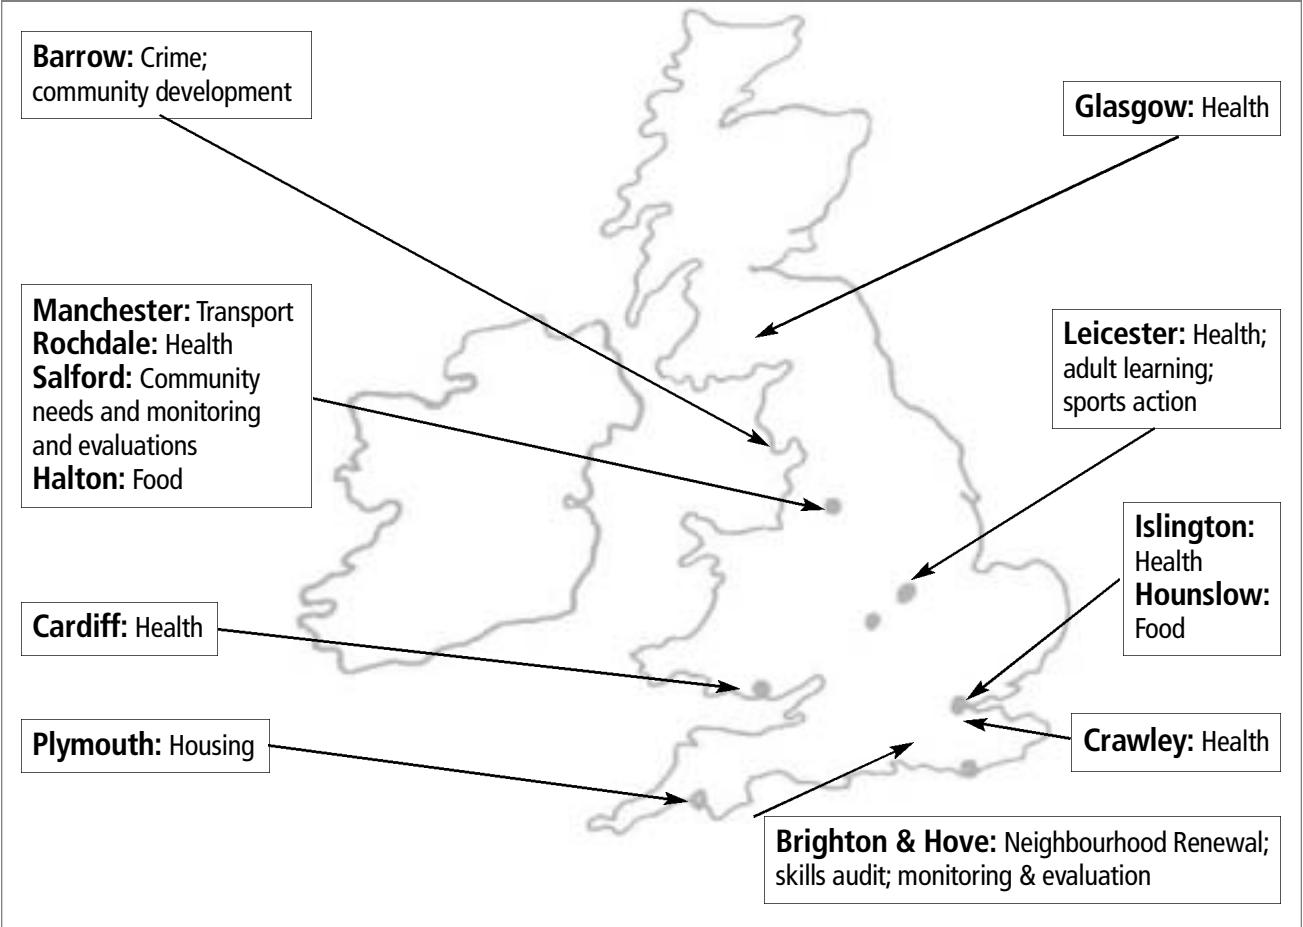 Barrow: Crime;
community development
Glasgow: Health
Manchester: Transport
Rochdale: Health
Salford: Community
needs and monitoring
and evaluations
Halton: Food
Leicester: Health;
adult learning;
sports action
Islington:
Health
Hounslow:
Food
Cardiff: Health
Plymouth: Housing
Crawley: Health
Brighton & Hove: Neighbourhood Renewal;
skills audit; monitoring & evaluation